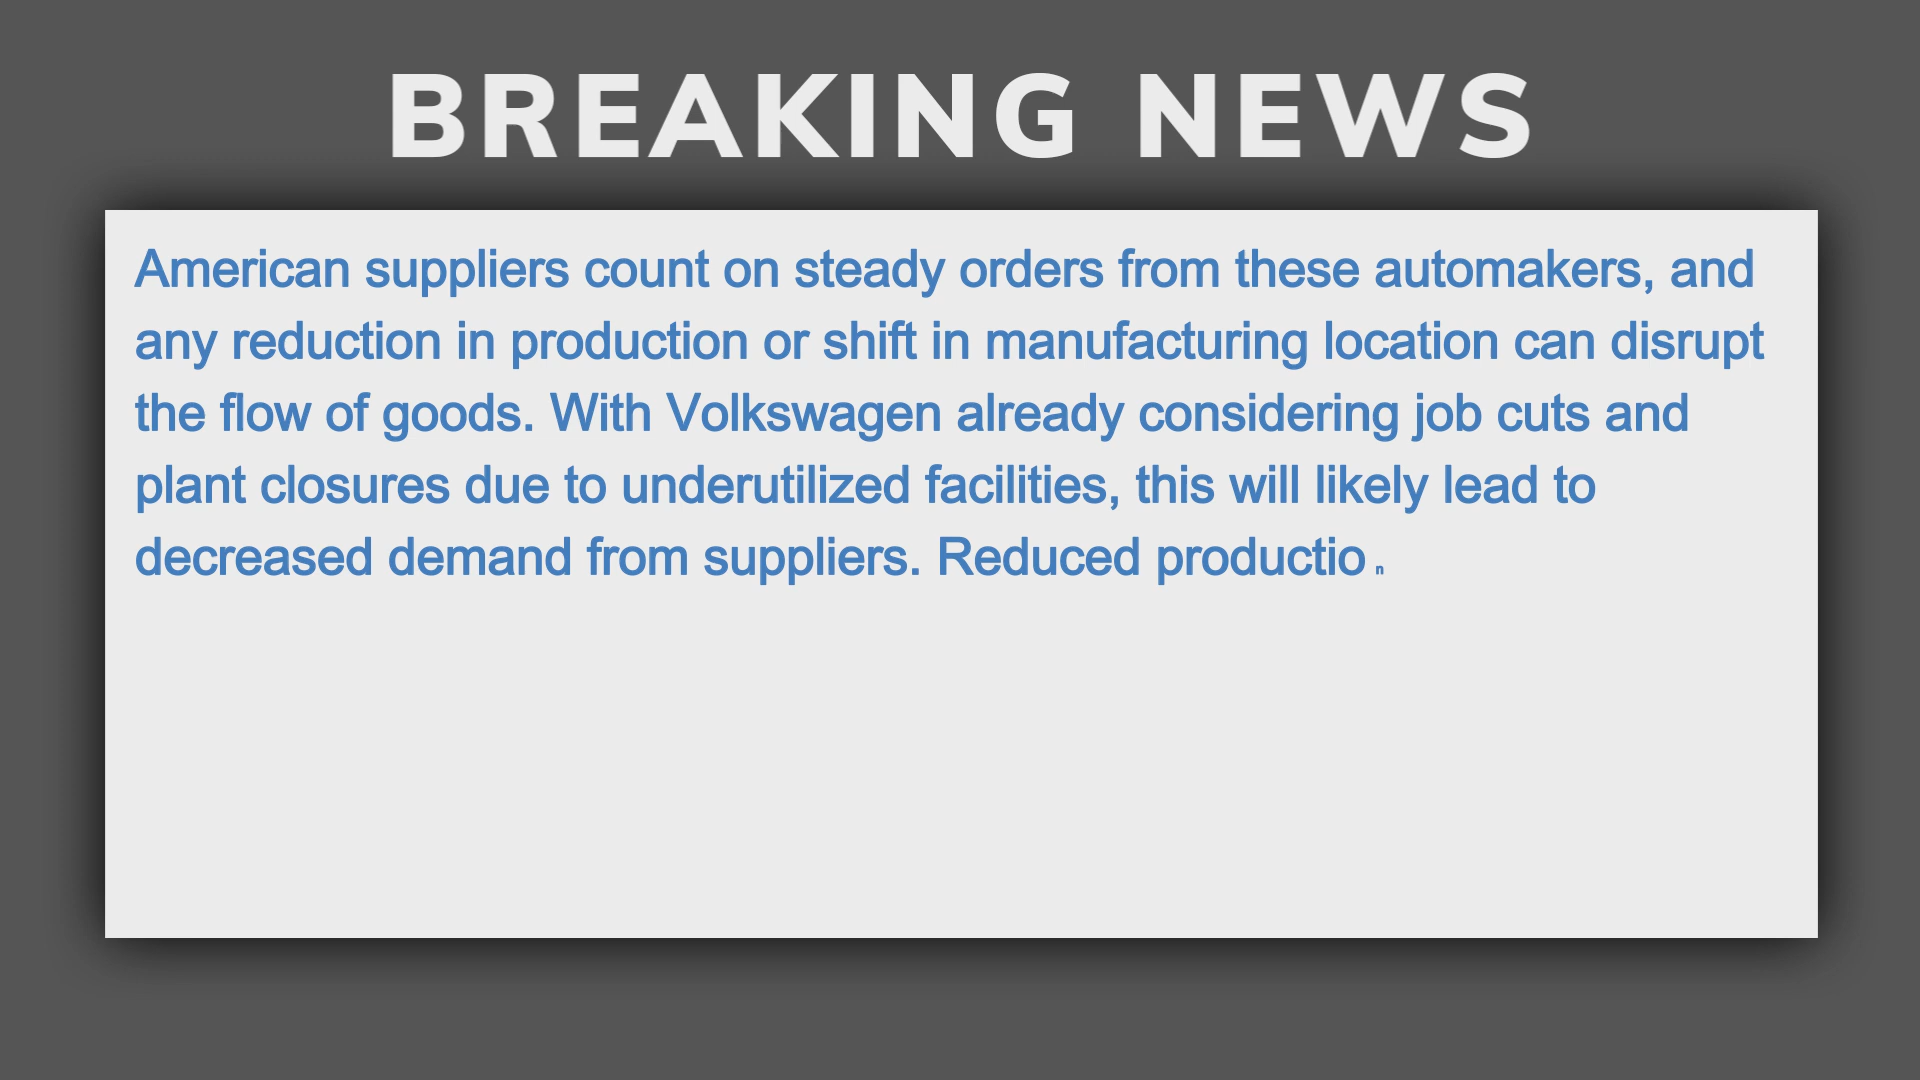 BREAKING NEWS
American suppliers count on steady orders from these automakers, and
any reduction in production or shift in manufacturing location can disrupt
the flow of goods. With Volkswagen already considering job cuts and
plant closures due to underutilized facilities, this will likely lead to
decreased demand from suppliers. Reduced production